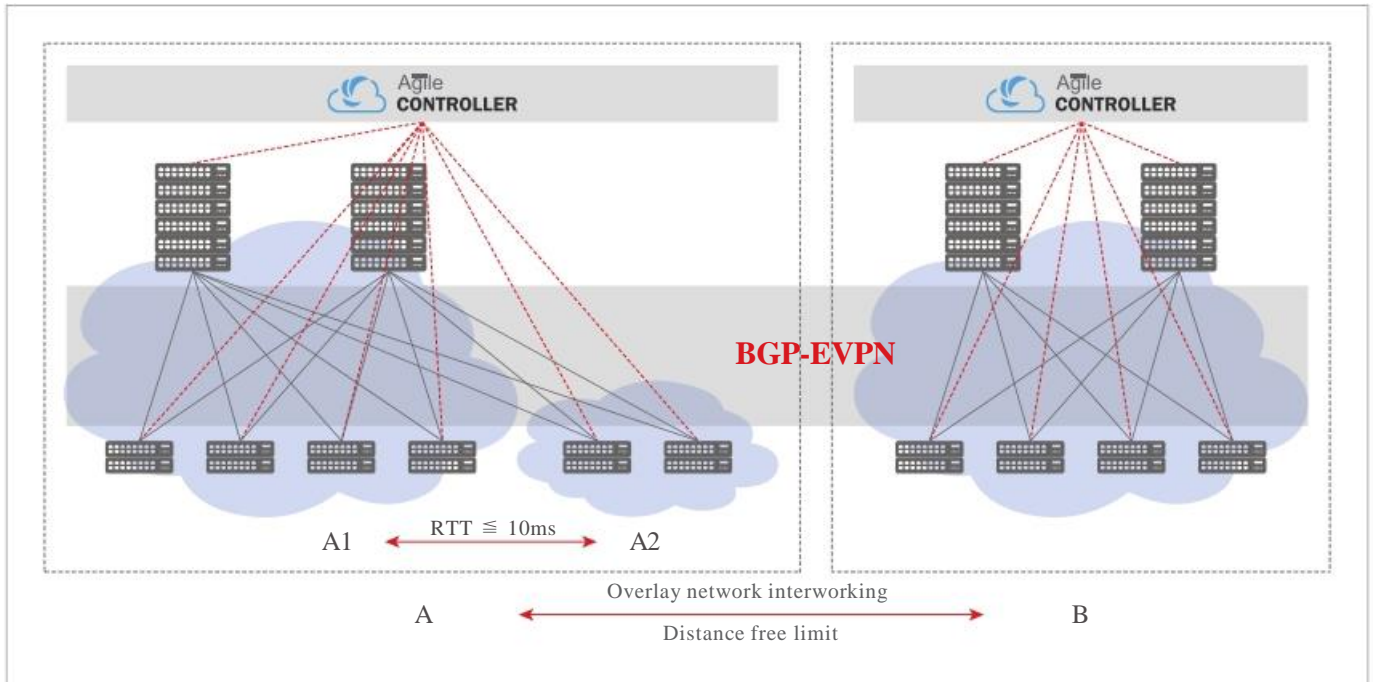 Agile
CONTROLLER
Agile
CONTROLLER
BGP-EVPN
A1
RTT ≦ 10ms
A2
A
Overlay network interworking
Distance free limit
B